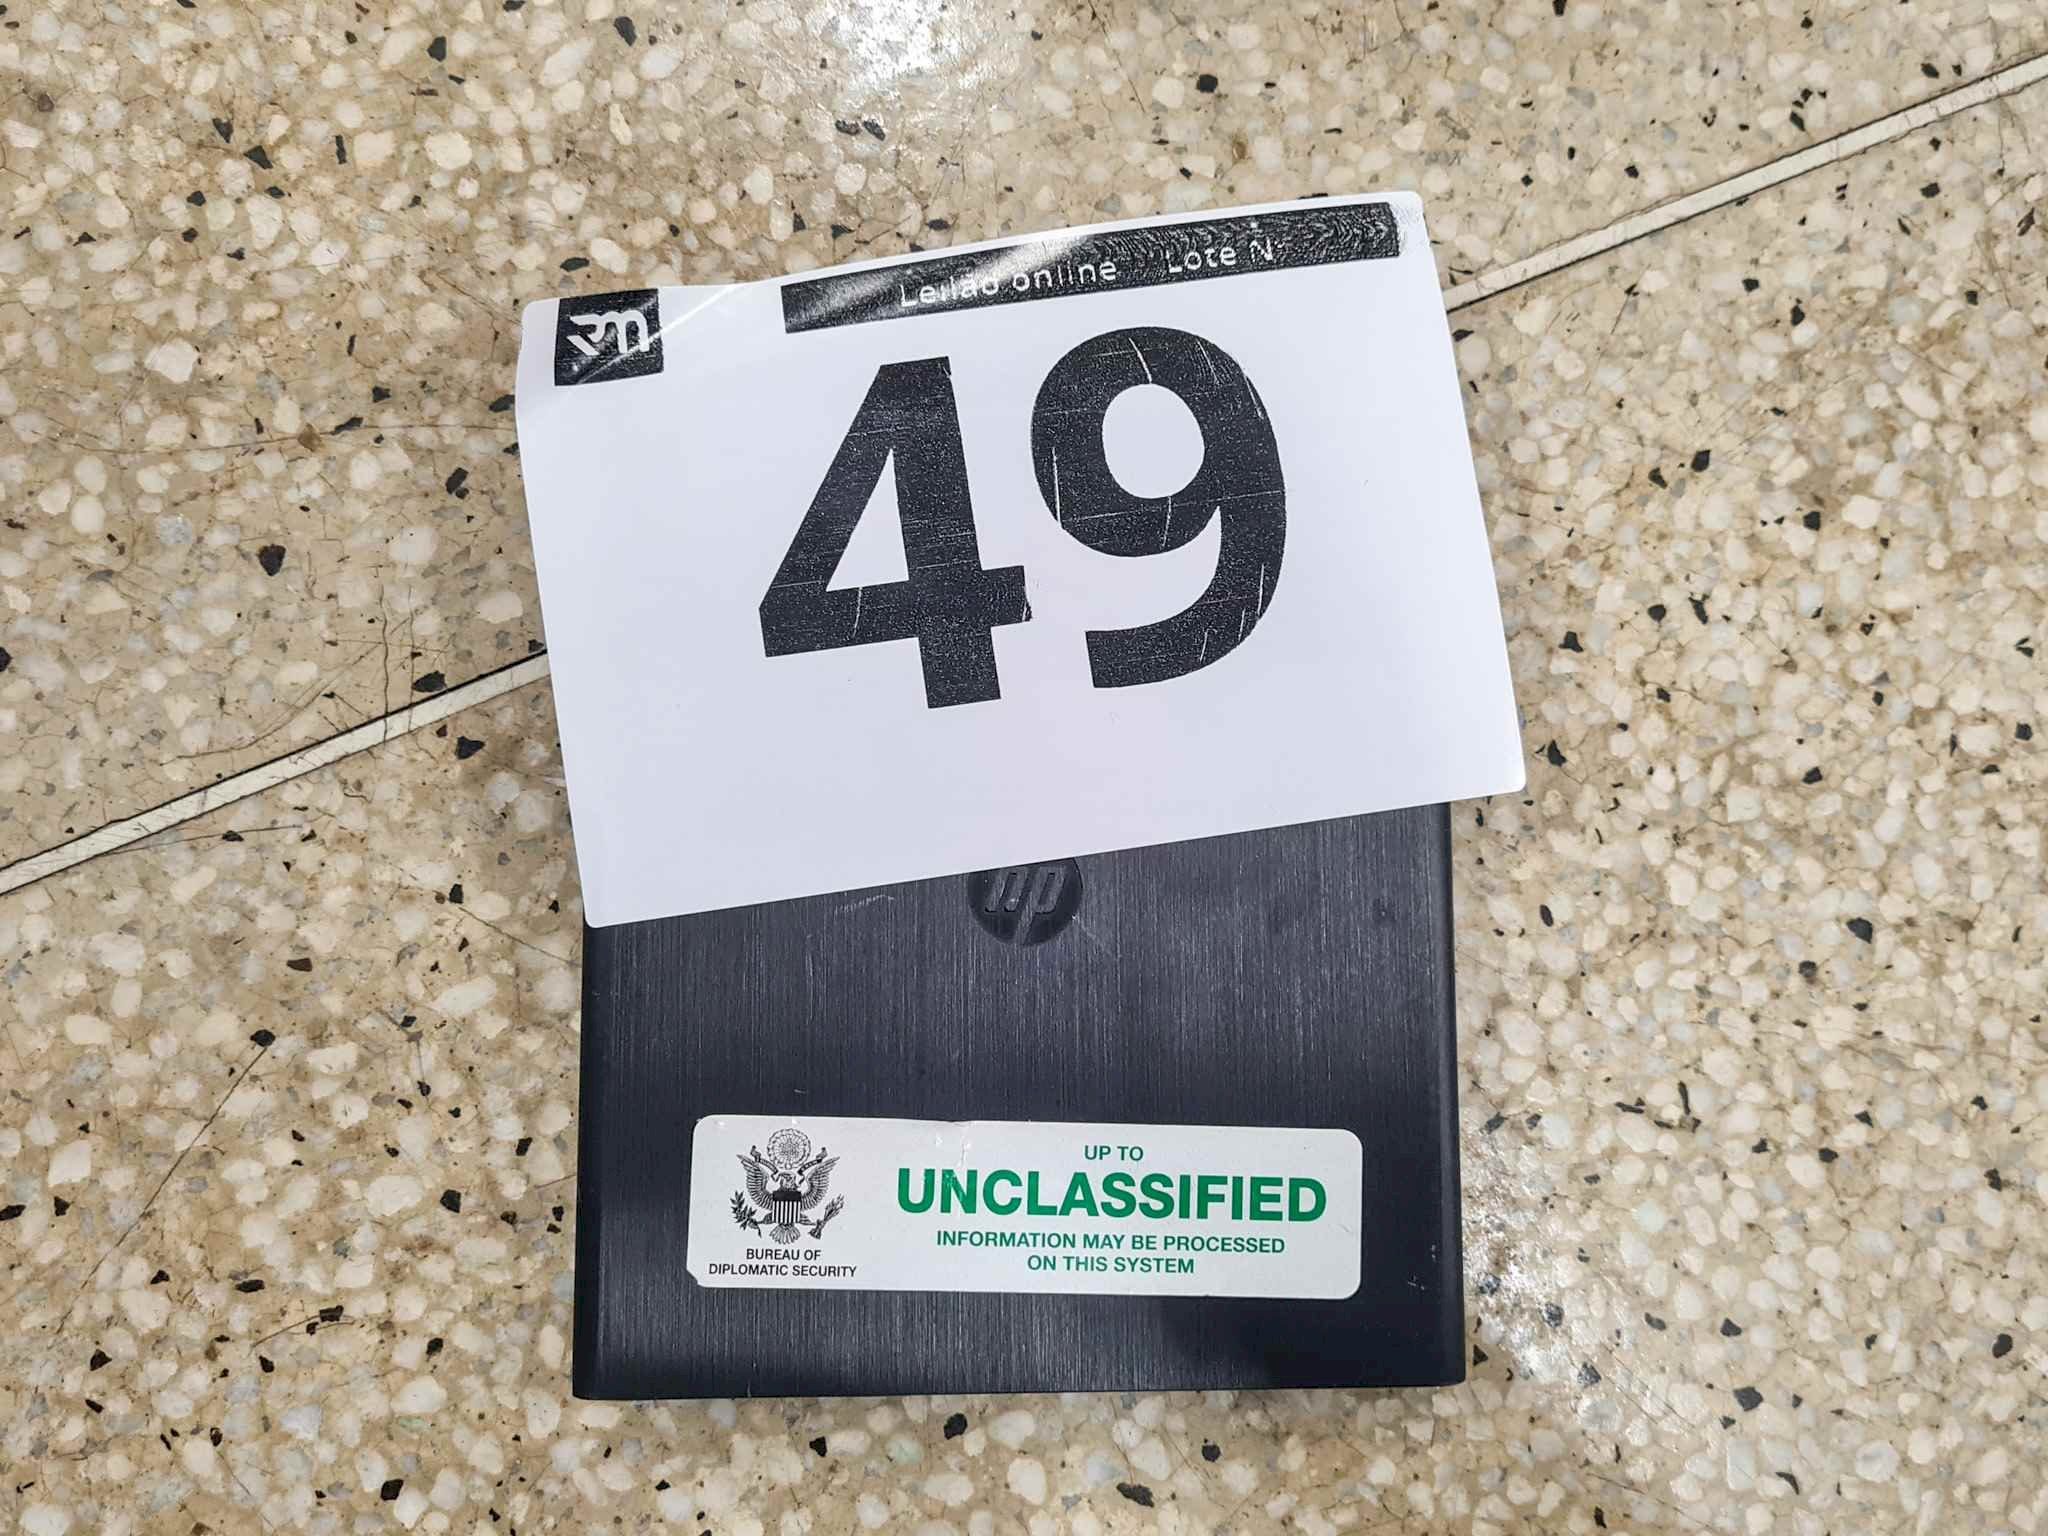 rm
Leilão online Lote N
49
hp
UP TO
UNCLASSIFIED
INFORMATION MAY BE PROCESSED
ON THIS SYSTEM
BUREAU OF
DIPLOMATIC SECURITY